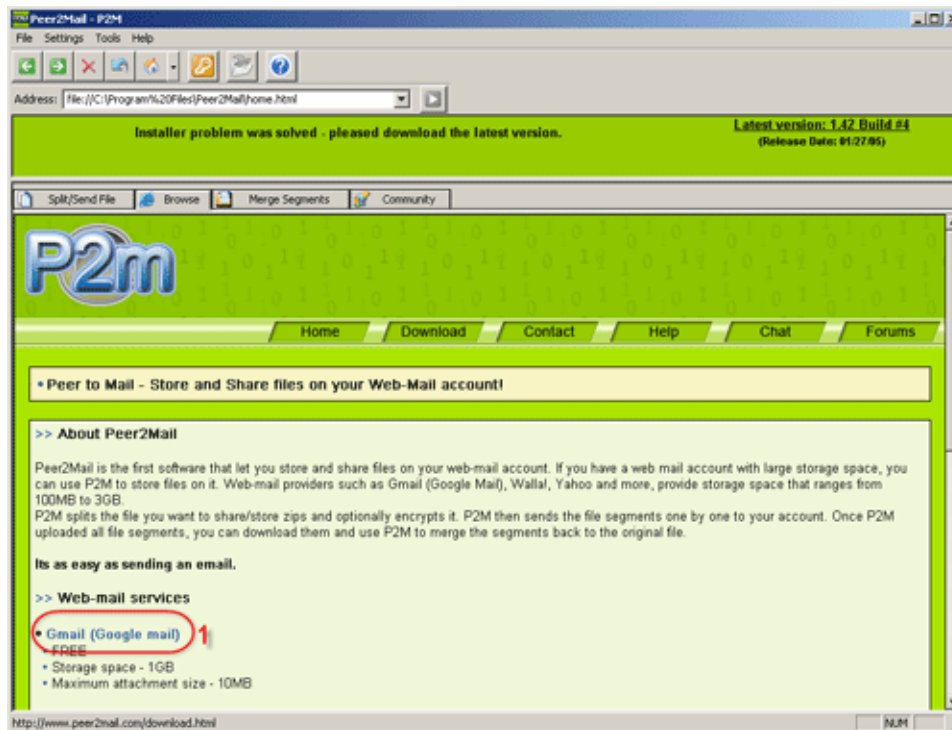 Peer2Mail - P2M
File Settings Tools Help
Address: file://C:\Program%20Files\Peer2Mail\home.html
Installer problem was solved - pleased download the latest version.
Latest version: 1.42 Build #4
(Release Date: 01/27/05)
Split/Send File Browse Merge Segments Community
P2m
Home Download Contact Help Chat Forums
• Peer to Mail - Store and Share files on your Web-Mail account!
>> About Peer2Mail
Peer2Mail is the first software that let you store and share files on your web-mail account. If you have a web mail account with large storage space, you
can use P2M to store files on it. Web-mail providers such as Gmail (Google Mail), Walla!, Yahoo and more, provide storage space that ranges from
100MB to 3GB.
P2M splits the file you want to share/store zips and optionally encrypts it. P2M then sends the file segments one by one to your account. Once P2M
uploaded all file segments, you can download them and use P2M to merge the segments back to the original file.
Its as easy as sending an email.
>> Web-mail services
• Gmail (Google mail) 1
• FREE
• Storage space - 1GB
• Maximum attachment size - 10MB
http://www.peer2mail.com/download.html
NUM